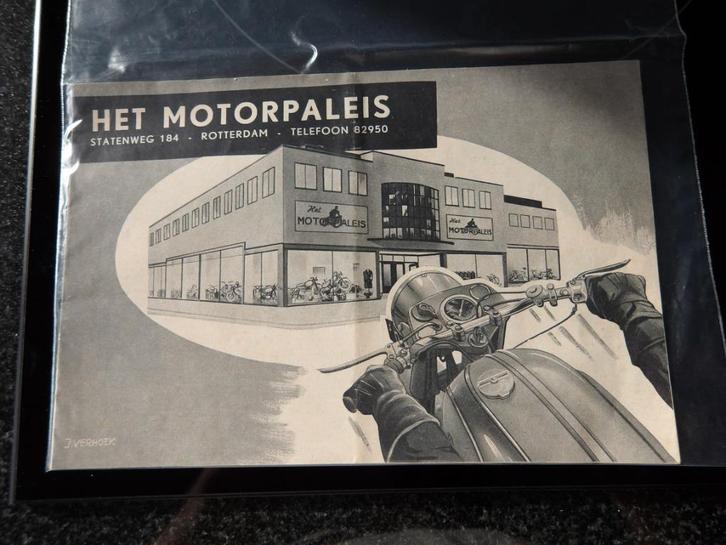 HET MOTORPALEIS
STATENWEG 184 - ROTTERDAM - TELEFOON 82950
Het
MOTORPALEIS
Het
MOTORPALEIS
J. VERHOEK